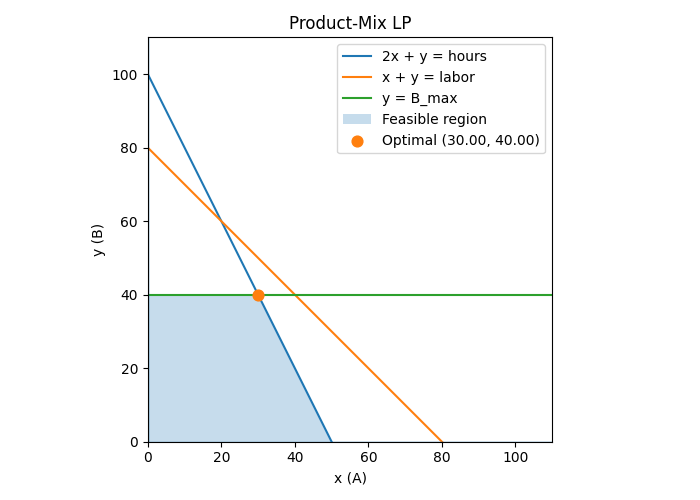 Product-Mix LP
2x + y = hours
x + y = labor
y = B_max
Feasible region
Optimal (30.00, 40.00)
y (B)
100
80
60
40
20
0
0 20 40 60 80 100
x (A)